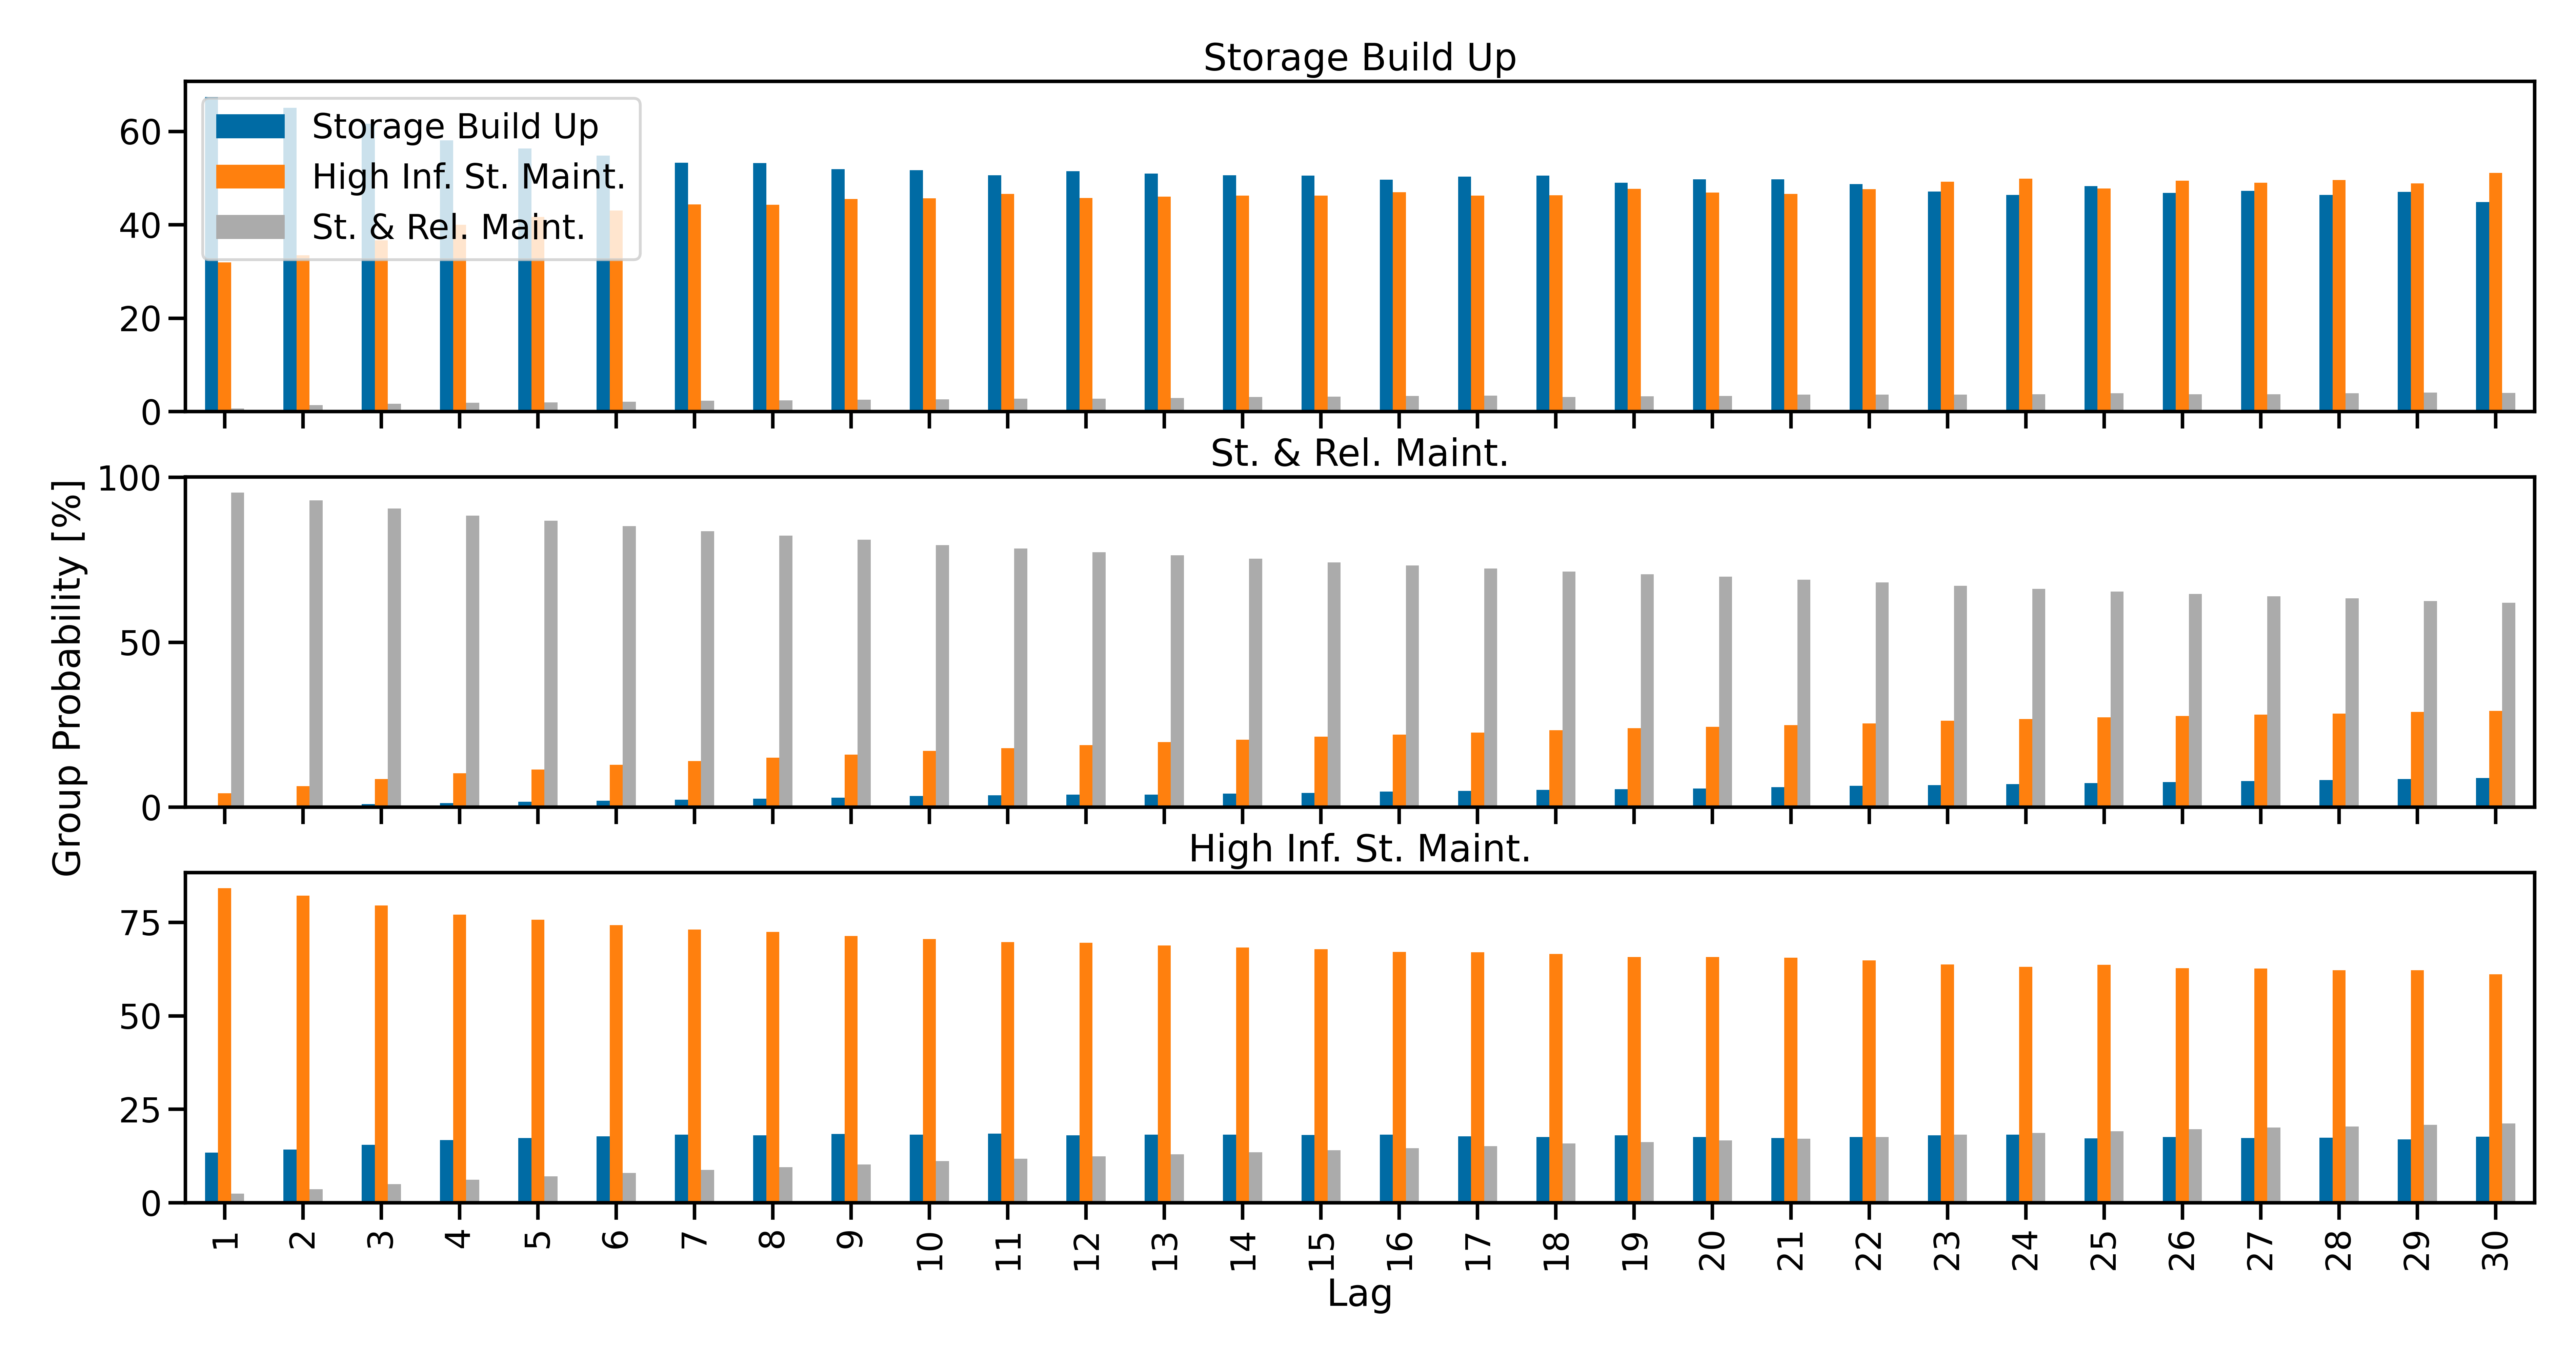 Storage Build Up
60
40
20
0
Storage Build Up
High Inf. St. Maint.
St. & Rel. Maint.
St. & Rel. Maint.
Group Probability [%]
100
50
0
High Inf. St. Maint.
75
50
25
0
1 2 3 4 5 6 7 8 9 10 11 12 13 14 15 16 17 18 19 20 21 22 23 24 25 26 27 28 29 30
Lag